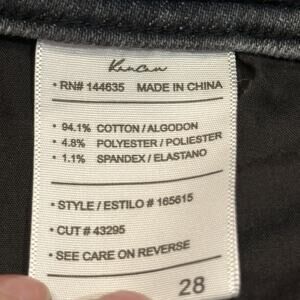 Kancan
• RN# 144635 MADE IN CHINA
• 94.1% COTTON / ALGODON
• 4.8% POLYESTER / POLIESTER
• 1.1% SPANDEX / ELASTANO
• STYLE / ESTILO # 165615
• CUT # 43295
• SEE CARE ON REVERSE
28